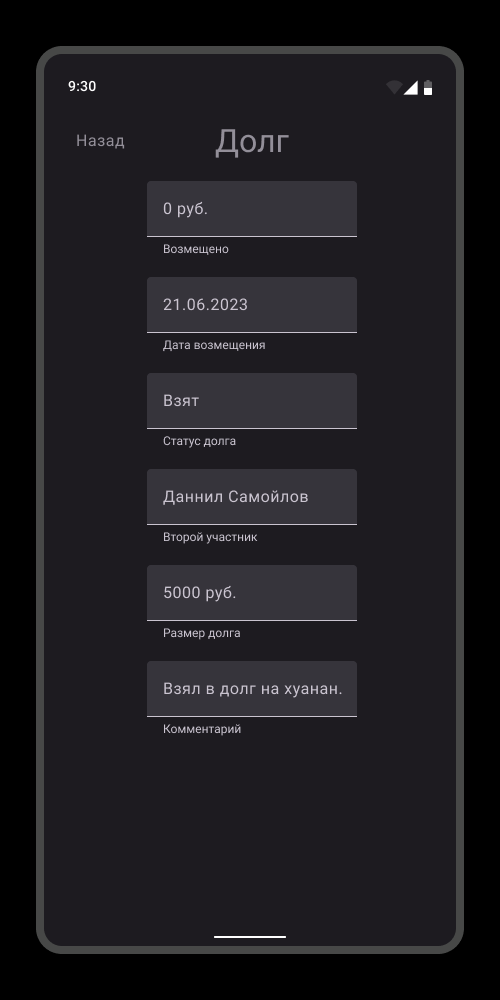 9:30
Назад
Долг
0 руб.
Возмещено
21.06.2023
Дата возмещения
Взят
Статус долга
Даннил Самойлов
Второй участник
5000 руб.
Размер долга
Взял в долг на хуанан.
Комментарий